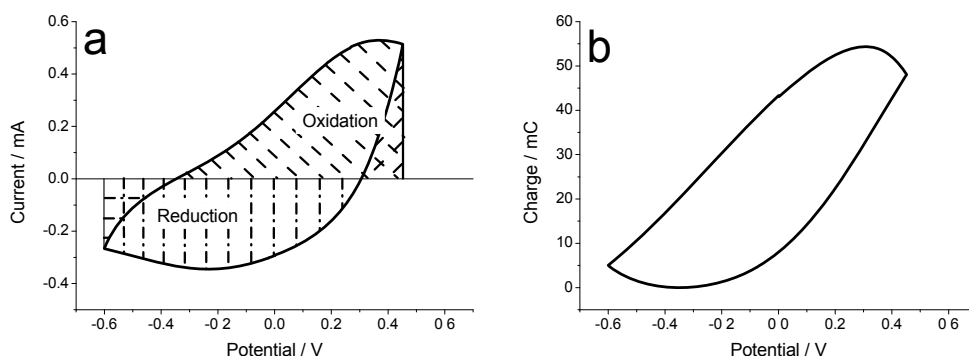 a
Current / mA
0.6
0.4
0.2
0.0
-0.2
-0.4
Oxidation
Reduction
-0.6 -0.4 -0.2 0.0 0.2 0.4 0 6
Potential / V
b
Charge / mC
60
50
40
30
20
10
0
-0.6 -0.4 -0.2 0.0 0.2 0.4 0 6
Potential / V